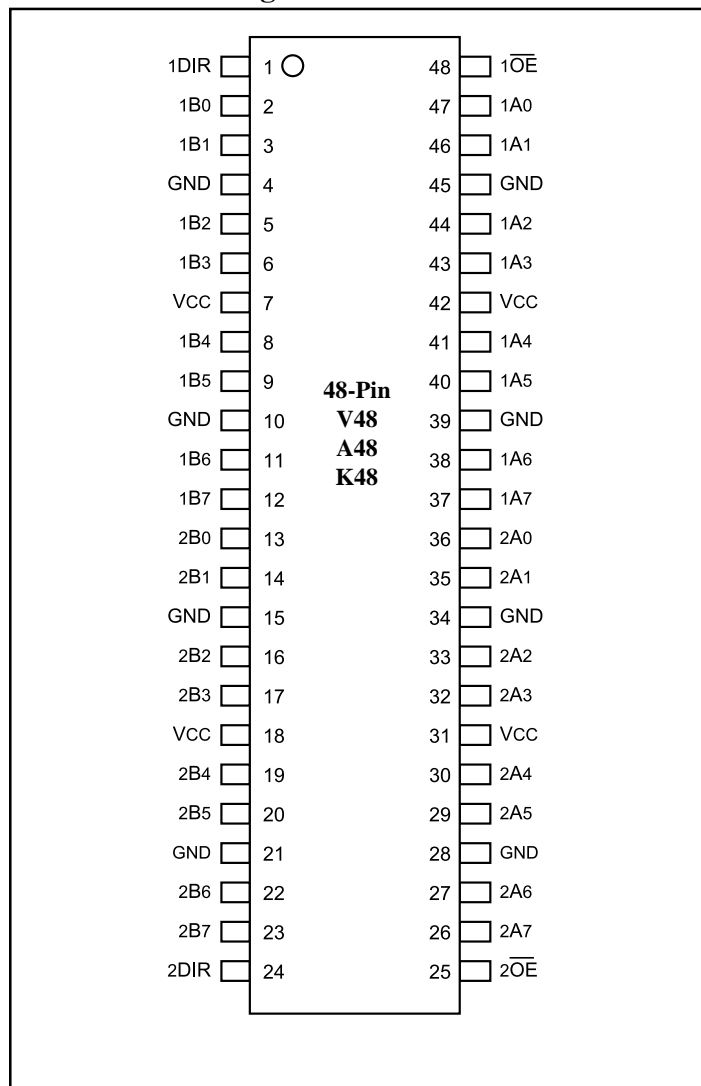 1DIR 1 48 1O̅E̅
1B0 2 47 1A0
1B1 3 46 1A1
GND 4 45 GND
1B2 5 44 1A2
1B3 6 43 1A3
VCC 7 42 VCC
1B4 8 41 1A4
1B5 9 40 1A5
48-Pin
GND 10 39 GND
V48
A48
1B6 11 38 1A6
K48
1B7 12 37 1A7
2B0 13 36 2A0
2B1 14 35 2A1
GND 15 34 GND
2B2 16 33 2A2
2B3 17 32 2A3
VCC 18 31 VCC
2B4 19 30 2A4
2B5 20 29 2A5
GND 21 28 GND
2B6 22 27 2A6
2B7 23 26 2A7
2DIR 24 25 2O̅E̅